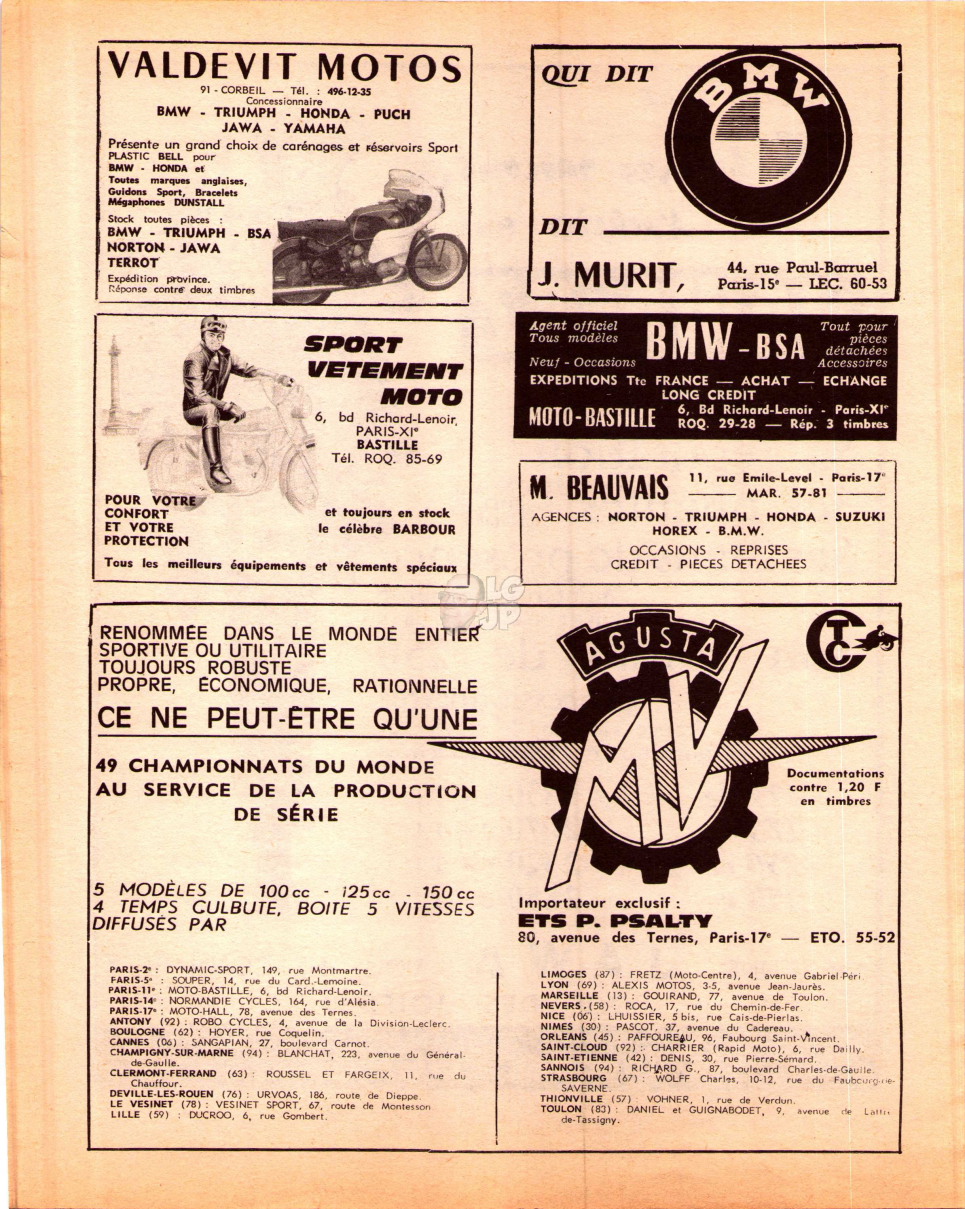 VALDEVIT MOTOS
91 - CORBEIL — Tél. : 496-12-35
Concessionnaire
BMW - TRIUMPH - HONDA - PUCH
JAWA - YAMAHA
Présente un grand choix de carénages et réservoirs Sport
PLASTIC BELL pour
BMW - HONDA et
Toutes marques anglaises,
Guidons Sport, Bracelets
Mégaphones DUNSTALL
Stock toutes pièces :
BMW - TRIUMPH - BSA
NORTON - JAWA
TERROT
Expédition province.
Réponse contre deux timbres
QUI DIT
BMW
DIT
J. MURIT,
44, rue Paul-Barruel
Paris-15e — LEC. 60-53
SPORT
VETEMENT
MOTO
6, bd Richard-Lenoir,
PARIS-XIe
BASTILLE
Tél. ROQ. 85-69
POUR VOTRE
CONFORT
ET VOTRE
PROTECTION
et toujours en stock
le célèbre BARBOUR
Tous les meilleurs équipements et vêtements spéciaux
Agent officiel
Tous modèles
Neuf - Occasions
BMW - BSA
Tout pour
pièces
détachées
Accessoires
EXPEDITIONS Tte FRANCE — ACHAT — ECHANGE
LONG CREDIT
MOTO-BASTILLE
6, Bd Richard-Lenoir - Paris-XIe
ROQ. 29-28 — Rép. 3 timbres
M. BEAUVAIS
11, rue Emile-Level - Paris-17e
MAR. 57-81
AGENCES : NORTON - TRIUMPH - HONDA - SUZUKI
HOREX - B.M.W.
OCCASIONS - REPRISES
CREDIT - PIECES DETACHEES
LG
JP
RENOMMÉE DANS LE MONDE ENTIER
SPORTIVE OU UTILITAIRE
TOUJOURS ROBUSTE
PROPRE, ÉCONOMIQUE, RATIONNELLE
CE NE PEUT-ÊTRE QU'UNE
49 CHAMPIONNATS DU MONDE
AU SERVICE DE LA PRODUCTION
DE SÉRIE
5 MODÈLES DE 100 cc - 125 cc - 150 cc
4 TEMPS CULBUTE, BOITE 5 VITESSES
DIFFUSÉS PAR
AGUSTA
MV
CTC
Documentations
contre 1,20 F
en timbres
Importateur exclusif :
ETS P. PSALTY
80, avenue des Ternes, Paris-17e — ETO. 55-52
PARIS-2e : DYNAMIC-SPORT, 149, rue Montmartre.
PARIS-5e : SOUPER, 14, rue du Card.-Lemoine.
PARIS-11e : MOTO-BASTILLE, 6, bd Richard-Lenoir.
PARIS-14e : NORMANDIE CYCLES, 164, rue d'Alésia.
PARIS-17e : MOTO-HALL, 78, avenue des Ternes.
ANTONY (92) : ROBO CYCLES, 4, avenue de la Division-Leclerc.
BOULOGNE (62) : HOYER, rue Coquelin.
CANNES (06) : SANGAPIAN, 27, boulevard Carnot.
CHAMPIGNY-SUR-MARNE (94) : BLANCHAT, 223, avenue du Général-
de-Gaulle.
CLERMONT-FERRAND (63) : ROUSSEL ET FARGEIX, 11, rue du
Chauffour.
DEVILLE-LES-ROUEN (76) : URVOAS, 186, route de Dieppe.
LE VESINET (78) : VESINET SPORT, 67, route de Montesson
LILLE (59) : DUCROO, 6, rue Gombert.
LIMOGES (87) : FRETZ (Moto-Centre), 4, avenue Gabriel-Péri.
LYON (69) : ALEXIS MOTOS, 3-5, avenue Jean-Jaurès.
MARSEILLE (13) : GOUIRAND, 77, avenue de Toulon.
NEVERS (58) : ROCA, 17, rue du Chemin-de-Fer.
NICE (06) : LHUISSIER, 5 bis, rue Cais-de-Pierlas.
NIMES (30) : PASCOT, 37, avenue du Cadereau.
ORLEANS (45) : PAFFOUREAU, 96, Faubourg Saint-Vincent.
SAINT-CLOUD (92) : CHARRIER (Rapid Moto), 6, rue Dailly.
SAINT-ETIENNE (42) : DENIS, 30, rue Pierre-Sémard.
SANNOIS (94) : RICHARD G., 87, boulevard Charles-de-Gaulle.
STRASBOURG (67) : WOLFF Charles, 10-12, rue du Faubourg-de-
SAVERNE.
THIONVILLE (57) : VOHNER, 1, rue de Verdun.
TOULON (83) : DANIEL et GUIGNABODET, 9, avenue de Lattre
de-Tassigny.